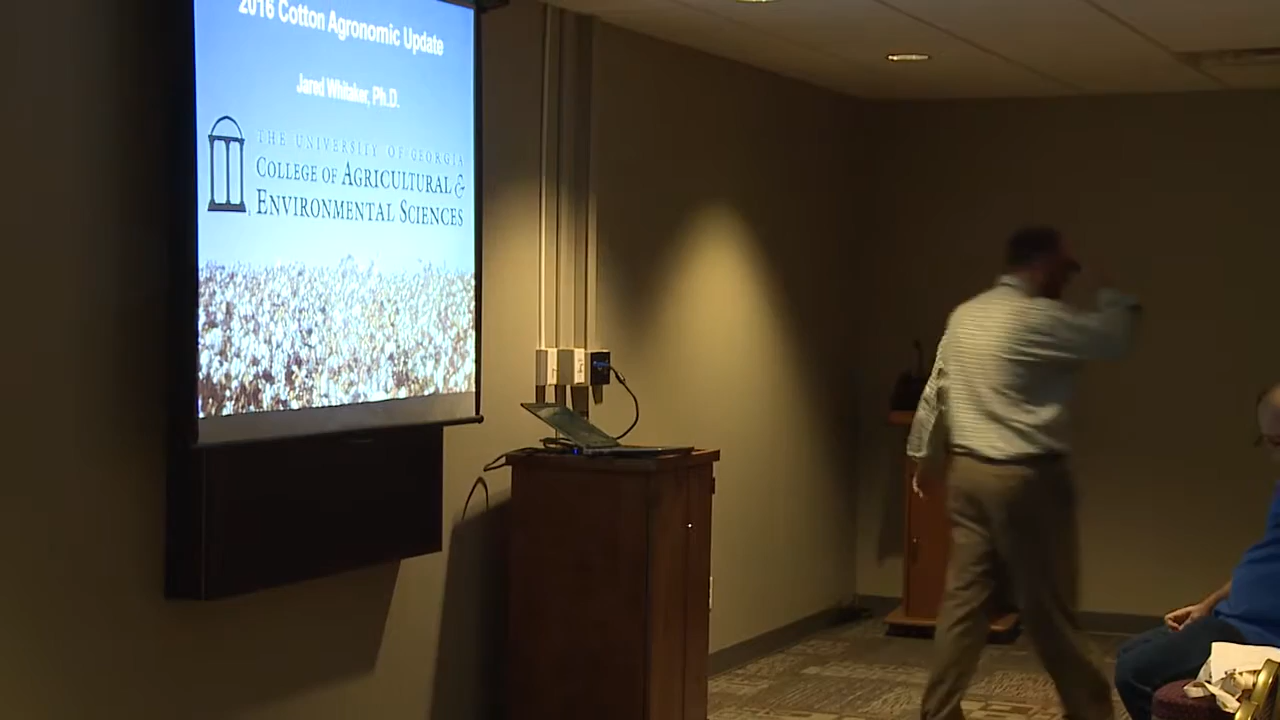 2016 Cotton Agronomic Update
Jared Whitaker, Ph.D.
THE UNIVERSITY OF GEORGIA
COLLEGE OF AGRICULTURAL &
ENVIRONMENTAL SCIENCES